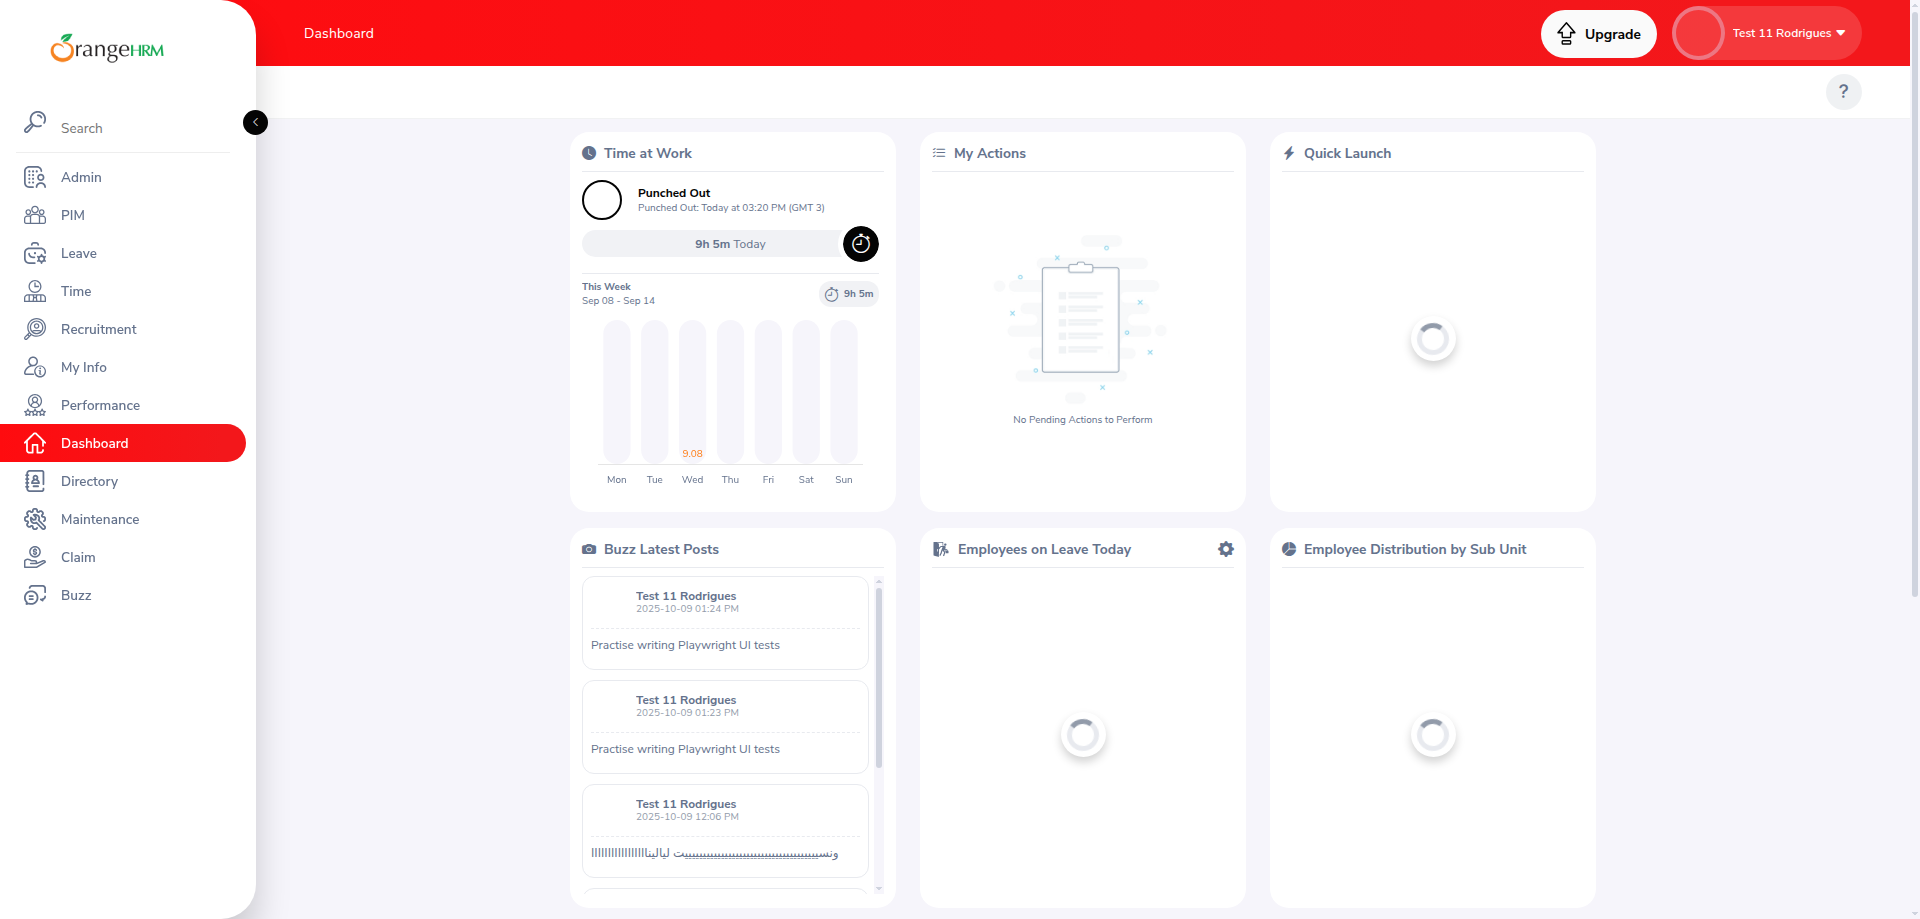 OrangeHRM
Search
Admin
PIM
Leave
Time
Recruitment
My Info
Performance
Dashboard
Directory
Maintenance
Claim
Buzz
Dashboard
Upgrade
Test 11 Rodrigues
?
Time at Work
Punched Out
Punched Out: Today at 03:20 PM (GMT 3)
9h 5m Today
This Week
Sep 08 - Sep 14
9h 5m
9.08
Mon Tue Wed Thu Fri Sat Sun
My Actions
No Pending Actions to Perform
Quick Launch
Buzz Latest Posts
Test 11 Rodrigues
2025-10-09 01:24 PM
Practise writing Playwright UI tests
Test 11 Rodrigues
2025-10-09 01:23 PM
Practise writing Playwright UI tests
Test 11 Rodrigues
2025-10-09 12:06 PM
Employees on Leave Today
Employee Distribution by Sub Unit